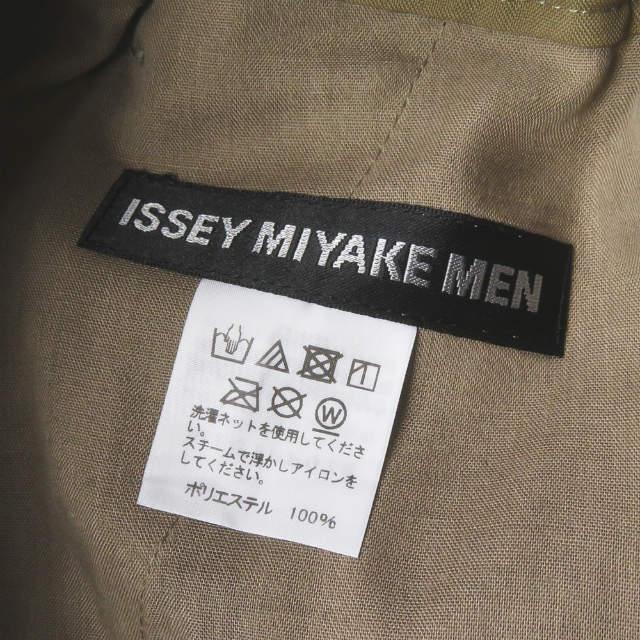 ISSEY MIYAKE MEN
W
洗濯ネットを使用してくださ
い。
スチームで浮かしアイロンを
してください。
ポリエステル 100%